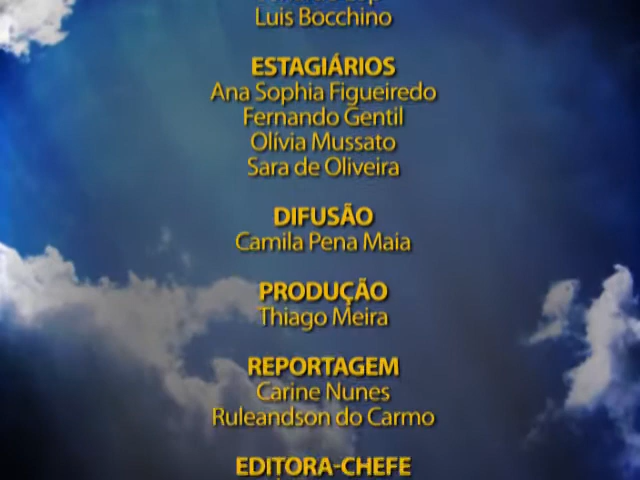 Luis Bocchino
ESTAGIÁRIOS
Ana Sophia Figueiredo
Fernando Gentil
Olívia Mussato
Sara de Oliveira
DIFUSÃO
Camila Pena Maia
PRODUÇÃO
Thiago Meira
REPORTAGEM
Carine Nunes
Ruleandson do Carmo
EDITORA-CHEFE